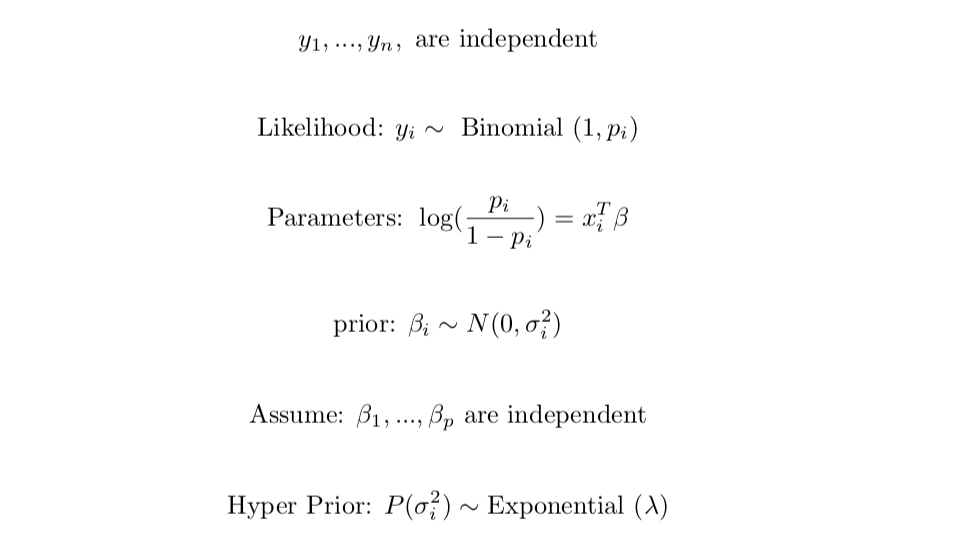 y₁, ..., yₙ, are independent
Likelihood: yᵢ ∼ Binomial (1, pᵢ)
Parameters: log(pᵢ/(1 − pᵢ)) = xᵢᵀβ
prior: βᵢ ∼ N(0, σᵢ²)
Assume: β₁, ..., βₚ are independent
Hyper Prior: P(σᵢ²) ∼ Exponential (λ)